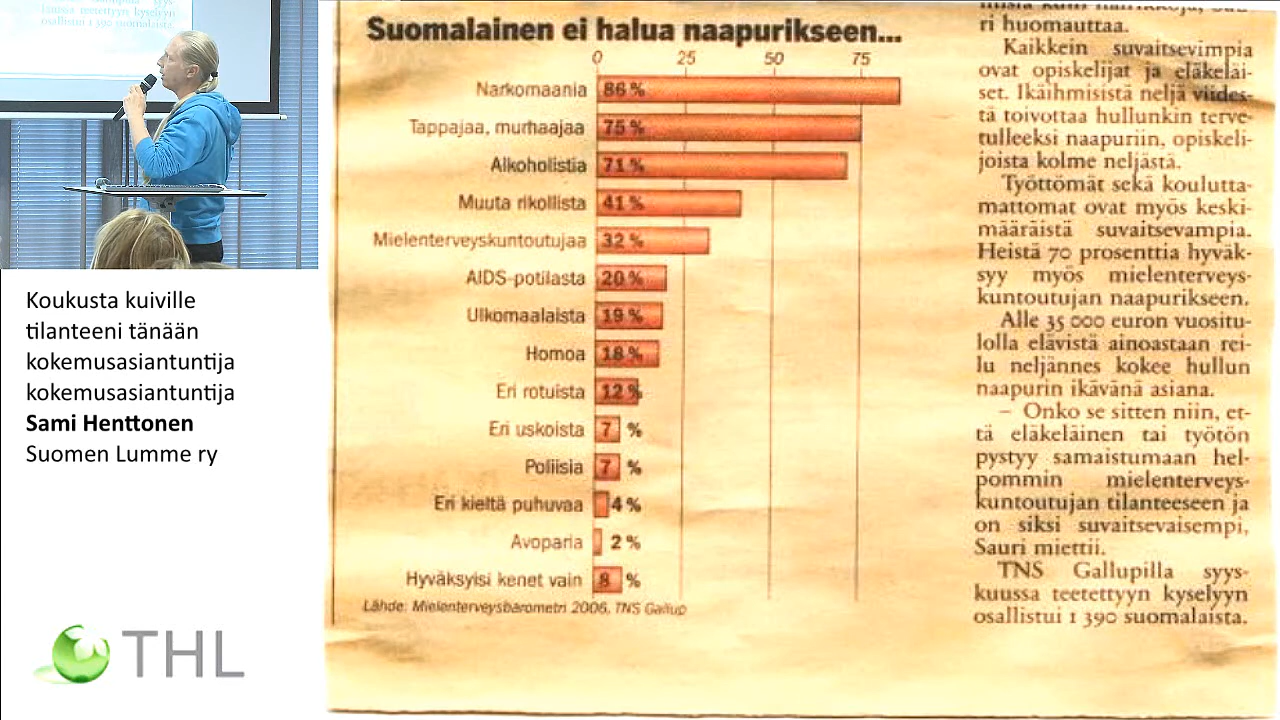 Koukusta kuiville
tilanteeni tänään
kokemusasiantuntija
kokemusasiantuntija
Sami Henttonen
Suomen Lumme ry
THL
Suomalainen ei halua naapurikseen...
0 25 50 75
Narkomaania 86 %
Tappajaa, murhaajaa 75 %
Alkoholistia 71 %
Muuta rikollista 41 %
Mielenterveyskuntoutujaa 32 %
AIDS-potilasta 20 %
Ulkomaalaista 19 %
Homoa 18 %
Eri rotuista 12 %
Eri uskoista 7 %
Poliisia 7 %
Eri kieltä puhuvaa 4 %
Avoparia 2 %
Hyväksyisi kenet vain 8 %
Lähde: Mielenterveysbarometri 2006, TNS Gallup
ri huomauttaa.
Kaikkein suvaitsevimpia
ovat opiskelijat ja eläkeläi-
set. Ikäihmisistä neljä viides-
tä toivottaa hullunkin terve-
tulleeksi naapuriin, opiskeli-
joista kolme neljästä.
Työttömät sekä koulutta-
mattomat ovat myös keski-
määräistä suvaitsevampia.
Heistä 70 prosenttia hyväk-
syy myös mielenterveys-
kuntoutujan naapurikseen.
Alle 35 000 euron vuositu-
lolla elävistä ainoastaan rei-
lu neljännes kokee hullun
naapurin ikävänä asiana.
– Onko se sitten niin, et-
tä eläkeläinen tai työtön
pystyy samaistumaan hel-
pommin mielenterveys-
kuntoutujan tilanteeseen ja
on siksi suvaitsevaisempi,
Sauri miettii.
TNS Gallupilla syys-
kuussa teetettyyn kyselyyn
osallistui 1 390 suomalaista.